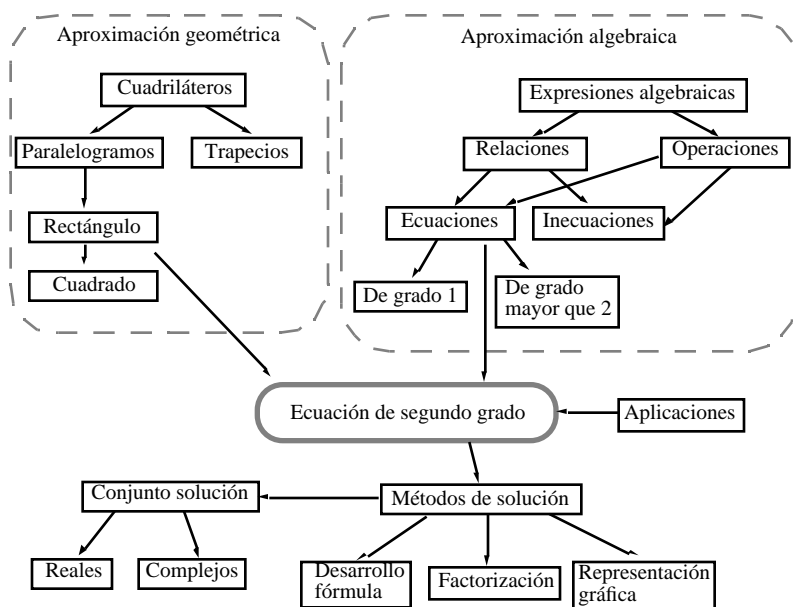 Aproximación geométrica
Cuadriláteros
Paralelogramos
Trapecios
Rectángulo
Cuadrado
Aproximación algebraica
Expresiones algebraicas
Relaciones
Operaciones
Ecuaciones
Inecuaciones
De grado 1
De grado
mayor que 2
Ecuación de segundo grado
Aplicaciones
Conjunto solución
Métodos de solución
Reales
Complejos
Desarrollo
fórmula
Factorización
Representación
gráfica